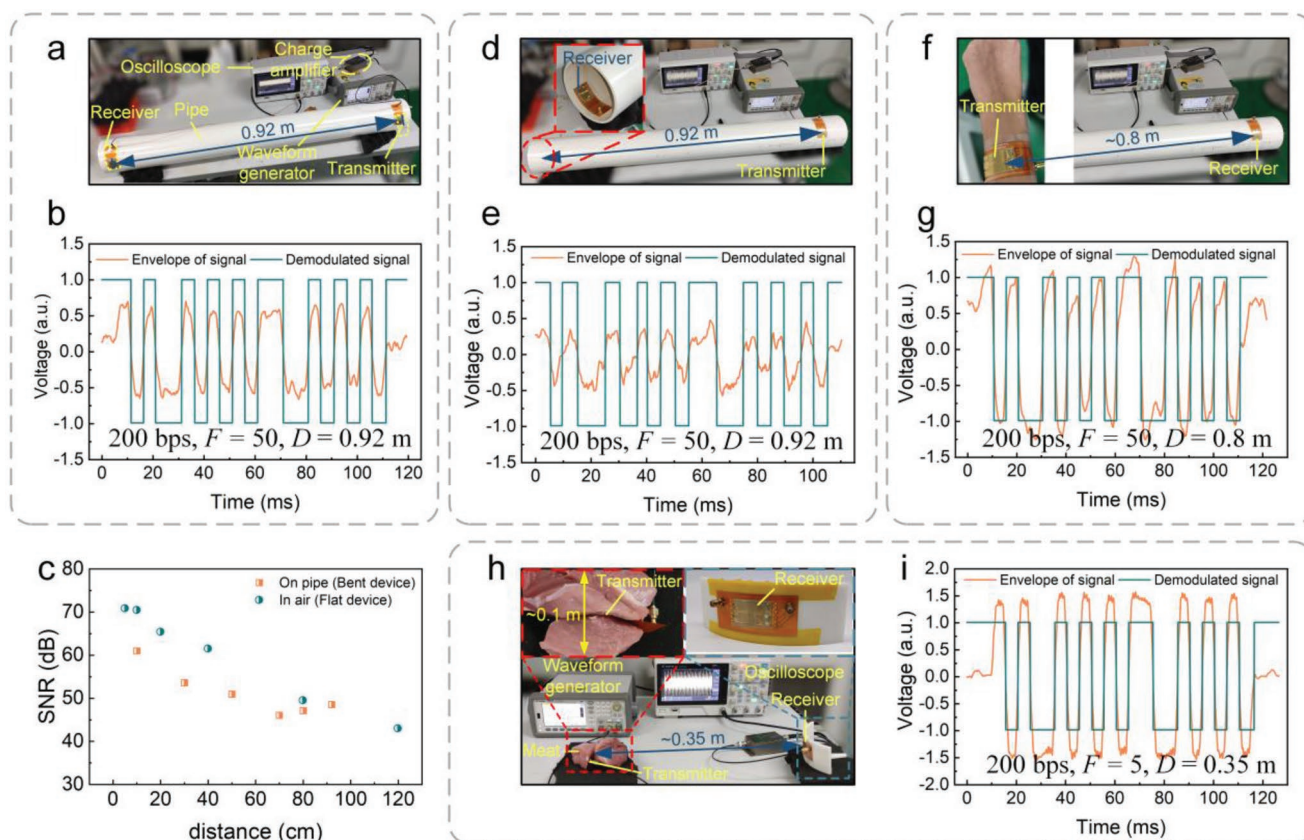 a
Charge
amplifier
Oscilloscope
Receiver
Pipe
0.92 m
Waveform
generator
Transmitter
b
1.5
1.0
0.5
0.0
-0.5
-1.0
-1.5
Voltage (a.u.)
Envelope of signal
Demodulated signal
200 bps, F = 50, D = 0.92 m
0 20 40 60 80 100 120
Time (ms)
c
80
70
60
50
40
30
SNR (dB)
On pipe (Bent device)
In air (Flat device)
0 20 40 60 80 100 120
distance (cm)
d
Receiver
0.92 m
Transmitter
e
1.5
1.0
0.5
0.0
-0.5
-1.0
-1.5
Voltage (a.u.)
Envelope of signal
Demodulated signal
200 bps, F = 50, D = 0.92 m
0 20 40 60 80 100
Time (ms)
f
Transmitter
~0.8 m
Receiver
g
1.5
1.0
0.5
0.0
-0.5
-1.0
-1.5
Voltage (a.u.)
Envelope of signal
Demodulated signal
200 bps, F = 50, D = 0.8 m
0 20 40 60 80 100 120
Time (ms)
h
Transmitter
~0.1 m
Receiver
Waveform
generator
Oscilloscope
Receiver
~0.35 m
Meat
Transmitter
i
2.0
1.5
1.0
0.5
0.0
-0.5
-1.0
-1.5
-2.0
Voltage (a.u.)
Envelope of signal
Demodulated signal
200 bps, F = 5, D = 0.35 m
0 20 40 60 80 100 120
Time (ms)